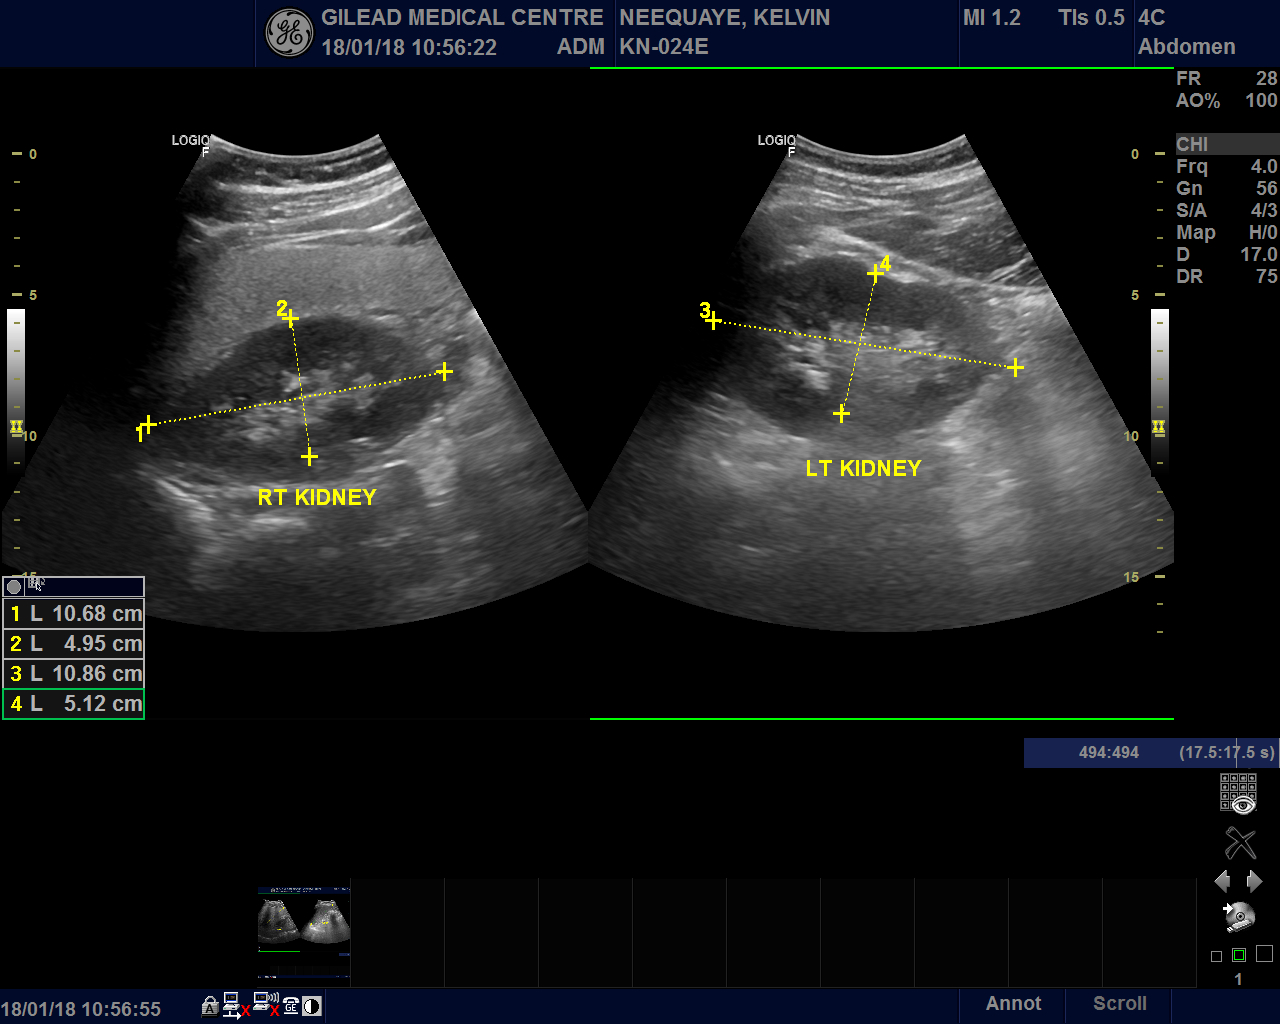 GILEAD MEDICAL CENTRE
18/01/18 10:56:22 ADM
NEEQUAYE, KELVIN
KN-024E
MI 1.2 TIs 0.5
4C
Abdomen
FR 28
AO% 100
CHI
Frq 4.0
Gn 56
S/A 4/3
Map H/0
D 17.0
DR 75
LOGIQ
F
0
5
10
15
2
1
RT KIDNEY
LOGIQ
F
0
5
10
15
3
4
LT KIDNEY
1 L 10.68 cm
2 L 4.95 cm
3 L 10.86 cm
4 L 5.12 cm
494:494 (17.5:17.5 s)
1
18/01/18 10:56:55
Annot
Scroll